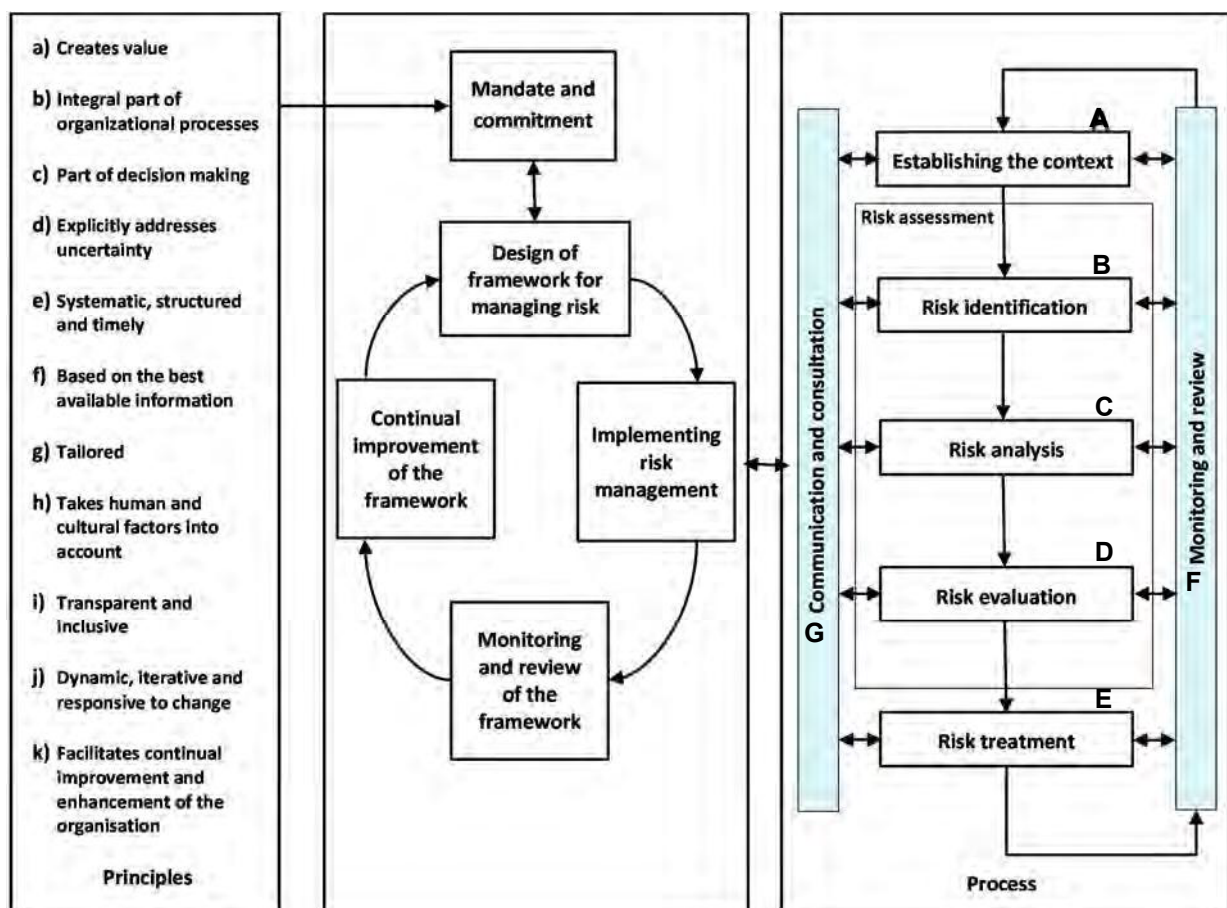 a) Creates value
b) Integral part of
organizational processes
c) Part of decision making
d) Explicitly addresses
uncertainty
e) Systematic, structured
and timely
f) Based on the best
available information
g) Tailored
h) Takes human and
cultural factors into
account
i) Transparent and
inclusive
j) Dynamic, iterative and
responsive to change
k) Facilitates continual
improvement and
enhancement of the
organisation
Principles
Mandate and
commitment
Design of
framework for
managing risk
Continual
improvement
of the
framework
Implementing
risk
management
Monitoring
and review
of the
framework
G Communication and consultation
A
Establishing the context
Risk assessment
B
Risk identification
C
Risk analysis
D
Risk evaluation
E
Risk treatment
F Monitoring and review
Process